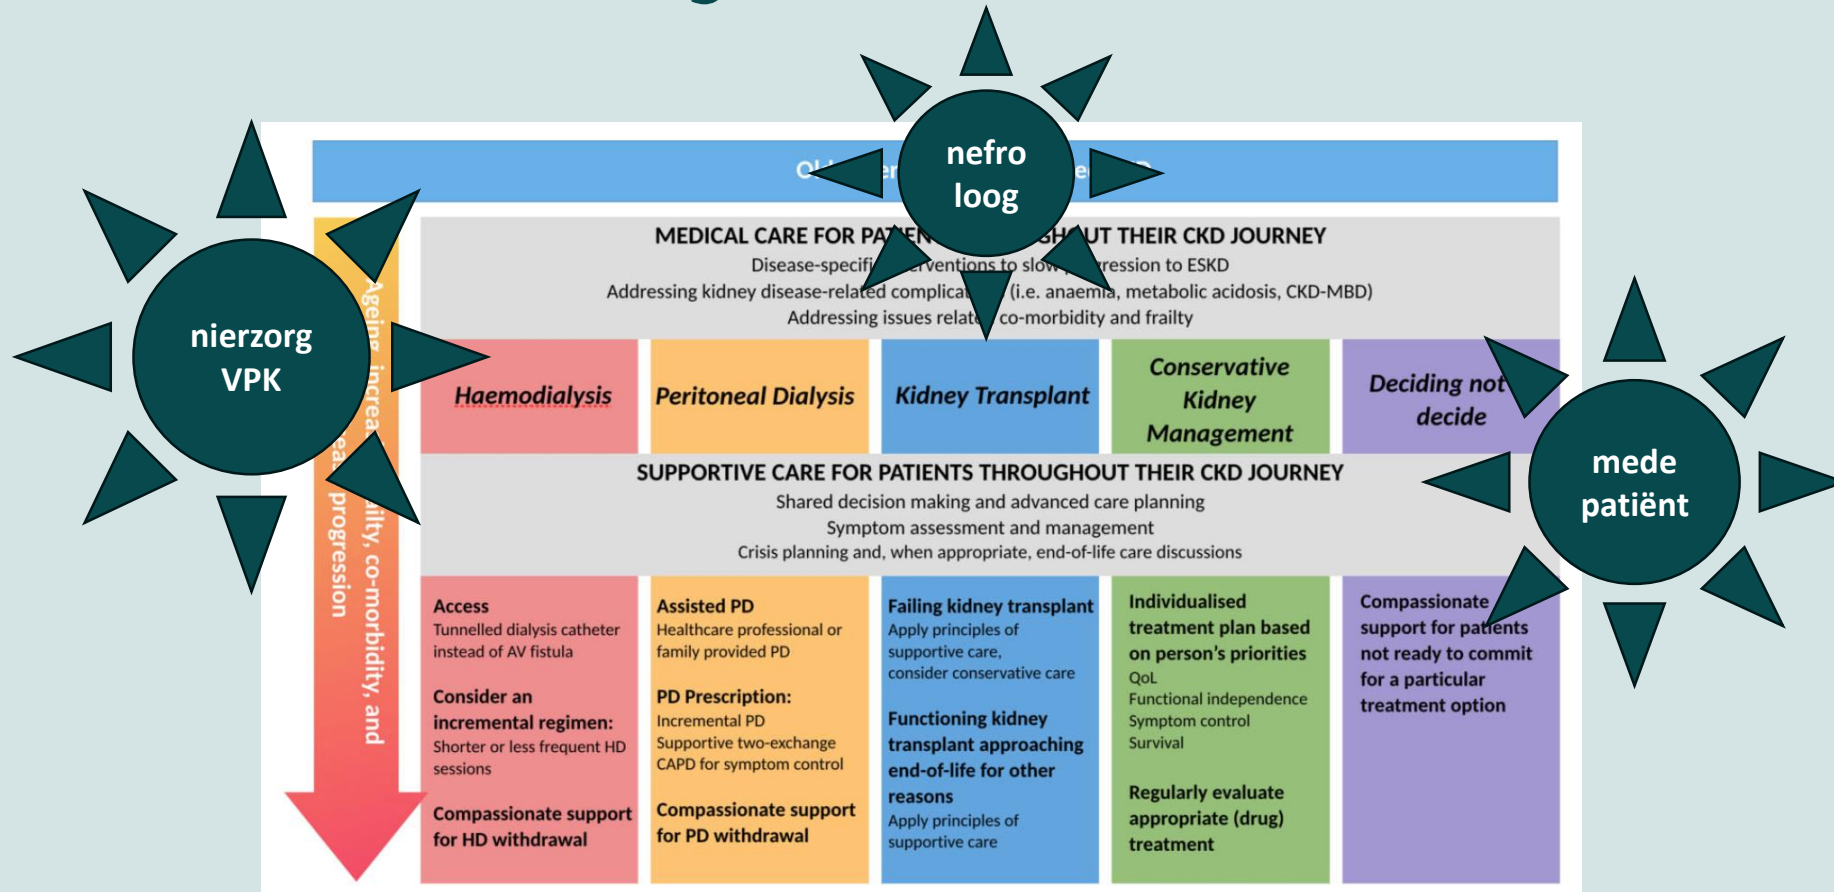 nefro
loog
nierzorg
VPK
mede
patiënt
MEDICAL CARE FOR THEIR CKD JOURNEY
Disease-specific to slow to ESKD
Addressing kidney disease-related (i.e. anaemia, metabolic acidosis, CKD-MBD)
Addressing issues co-morbidity and frailty
Haemodialysis
Peritoneal Dialysis
Kidney Transplant
Conservative
Kidney
Management
Deciding not
decide
SUPPORTIVE CARE FOR PATIENTS THROUGHOUT THEIR CKD JOURNEY
Shared decision making and advanced care planning
Symptom assessment and management
Crisis planning and, when appropriate, end-of-life care discussions
Ageing, co-morbidity, and
progression
Access
Tunnelled dialysis catheter
instead of AV fistula
Consider an
incremental regimen:
Shorter or less frequent HD
sessions
Compassionate support
for HD withdrawal
Assisted PD
Healthcare professional or
family provided PD
PD Prescription:
Incremental PD
Supportive two-exchange
CAPD for symptom control
Compassionate support
for PD withdrawal
Failing kidney transplant
Apply principles of
supportive care,
consider conservative care
Functioning kidney
transplant approaching
end-of-life for other
reasons
Apply principles of
supportive care
Individualised
treatment plan based
on person's priorities
QoL
Functional independence
Symptom control
Survival
Regularly evaluate
appropriate (drug)
treatment
Compassionate
support for patients
not ready to commit
for a particular
treatment option